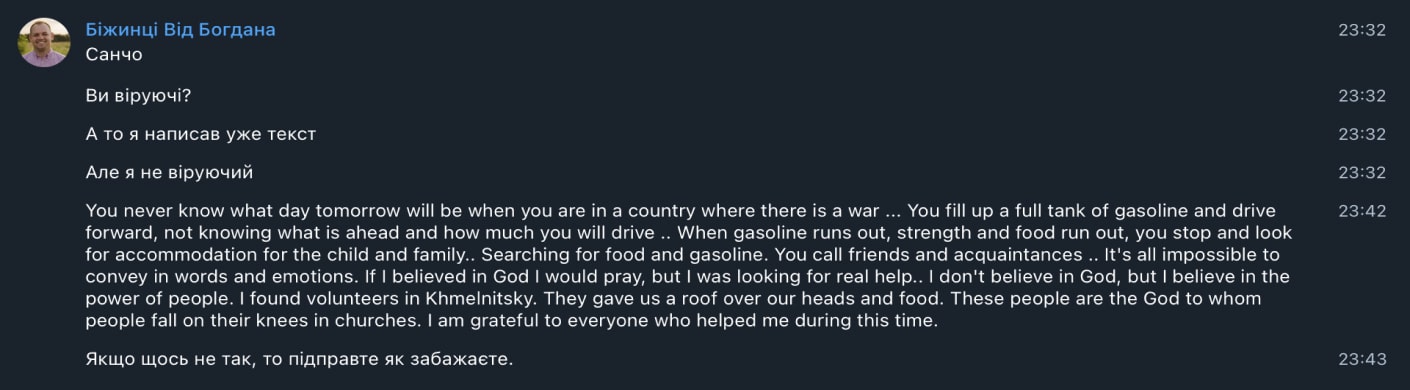 Біжинці Від Богдана 23:32
Санчо
Ви віруючі? 23:32
А то я написав уже текст 23:32
Але я не віруючий 23:32
You never know what day tomorrow will be when you are in a country where there is a war ... You fill up a full tank of gasoline and drive 23:42
forward, not knowing what is ahead and how much you will drive .. When gasoline runs out, strength and food run out, you stop and look
for accommodation for the child and family.. Searching for food and gasoline. You call friends and acquaintances .. It's all impossible to
convey in words and emotions. If I believed in God I would pray, but I was looking for real help.. I don't believe in God, but I believe in the
power of people. I found volunteers in Khmelnitsky. They gave us a roof over our heads and food. These people are the God to whom
people fall on their knees in churches. I am grateful to everyone who helped me during this time.
Якщо щось не так, то підправте як забажаєте. 23:43